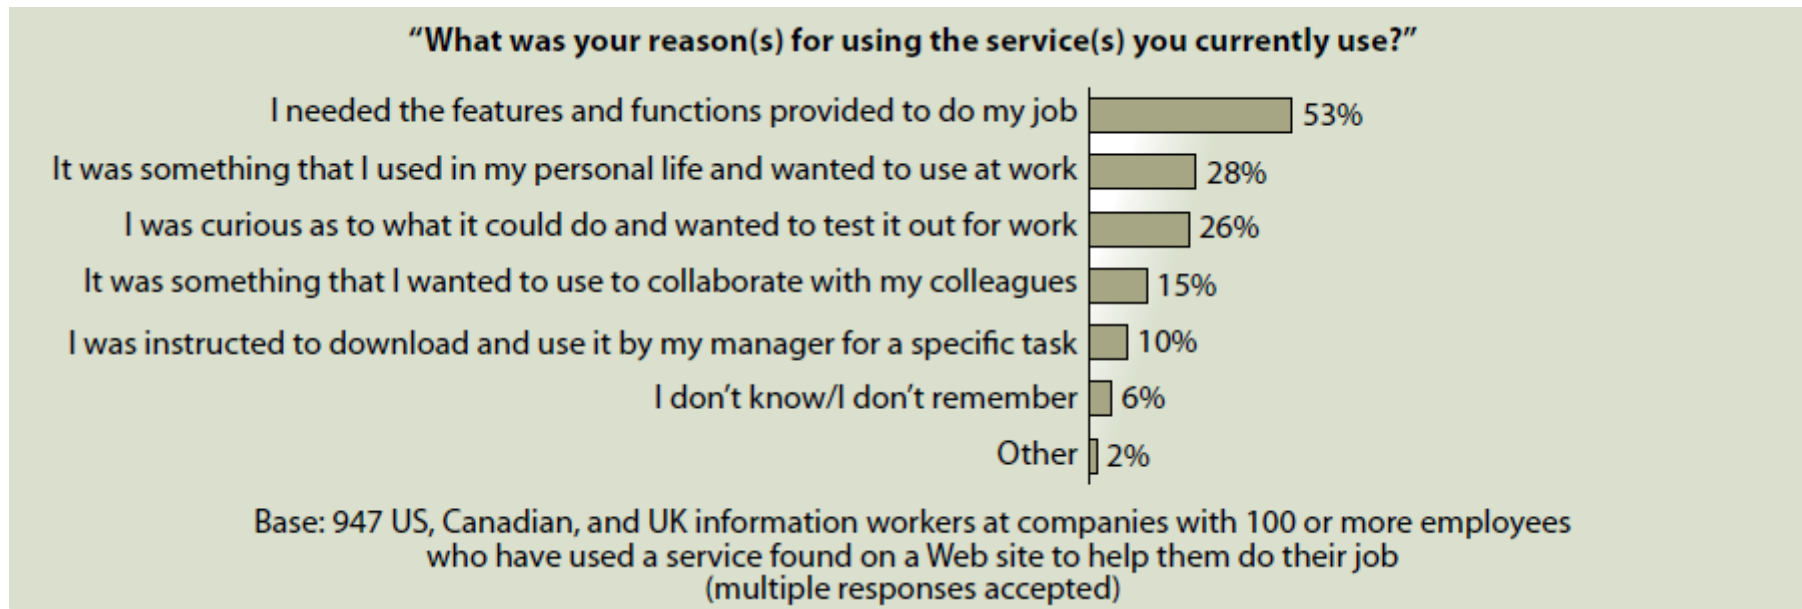 “What was your reason(s) for using the service(s) you currently use?”
I needed the features and functions provided to do my job 53%
It was something that I used in my personal life and wanted to use at work 28%
I was curious as to what it could do and wanted to test it out for work 26%
It was something that I wanted to use to collaborate with my colleagues 15%
I was instructed to download and use it by my manager for a specific task 10%
I don’t know/I don’t remember 6%
Other 2%
Base: 947 US, Canadian, and UK information workers at companies with 100 or more employees
who have used a service found on a Web site to help them do their job
(multiple responses accepted)